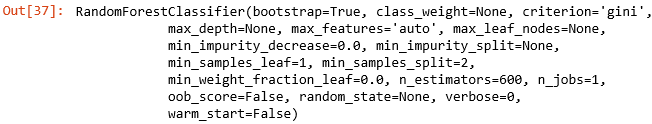 Out[37]: RandomForestClassifier(bootstrap=True, class_weight=None, criterion='gini',
max_depth=None, max_features='auto', max_leaf_nodes=None,
min_impurity_decrease=0.0, min_impurity_split=None,
min_samples_leaf=1, min_samples_split=2,
min_weight_fraction_leaf=0.0, n_estimators=600, n_jobs=1,
oob_score=False, random_state=None, verbose=0,
warm_start=False)